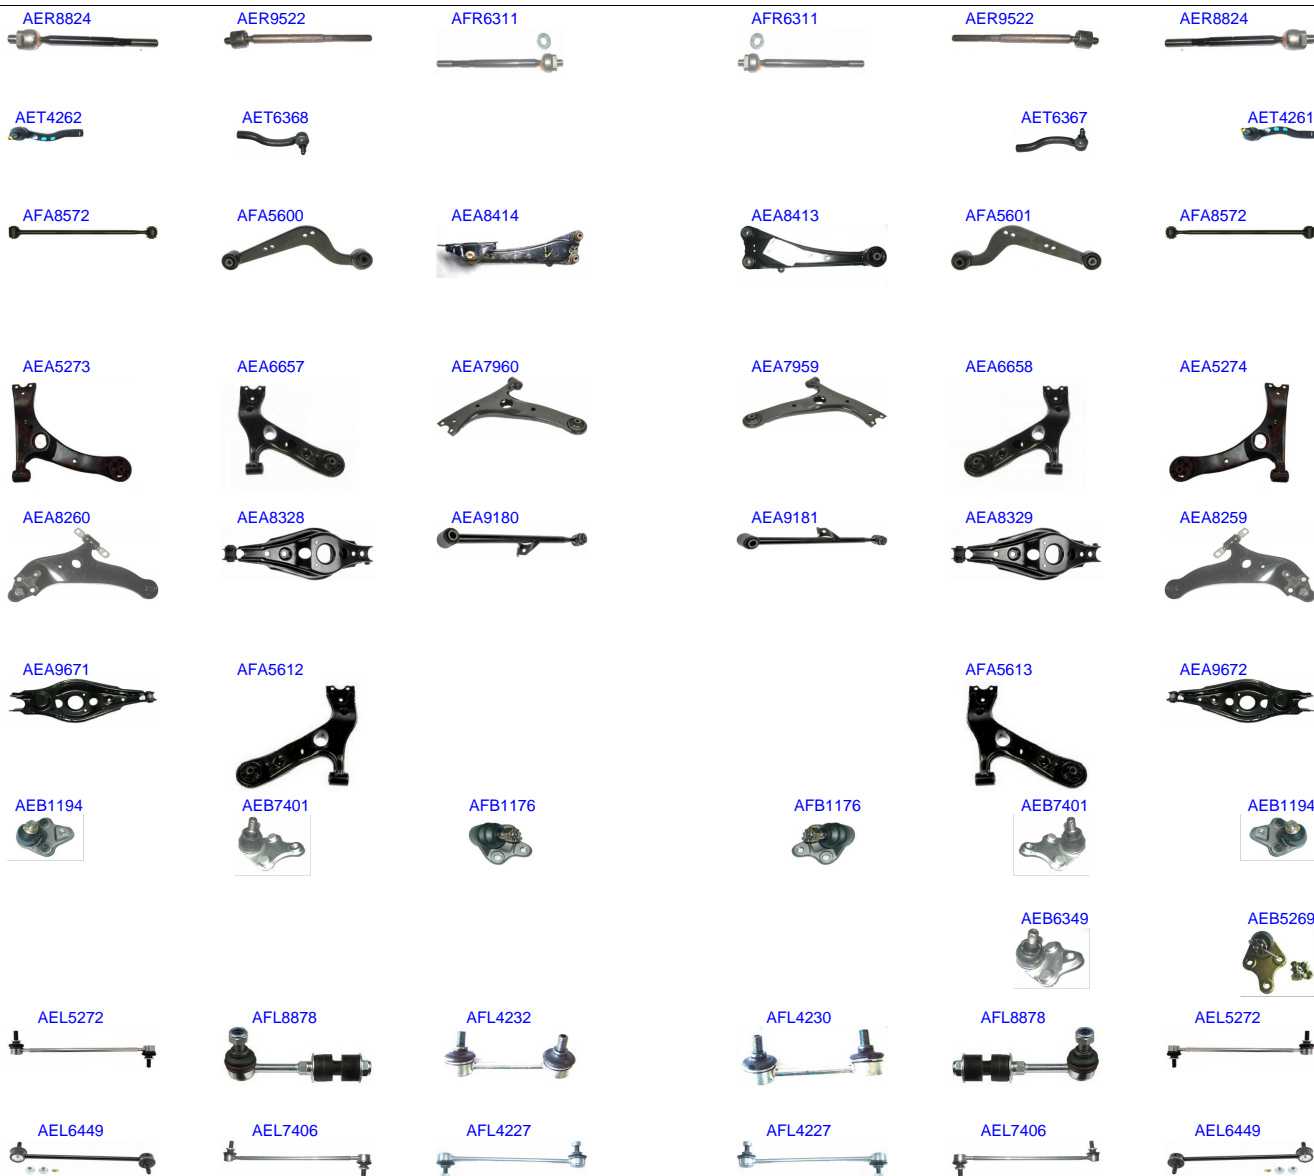 AER8824 AER9522 AFR6311 AFR6311 AER9522 AER8824
AET4262 AET6368 AET6367 AET4261
AFA8572 AFA5600 AEA8414 AEA8413 AFA5601 AFA8572
AEA5273 AEA6657 AEA7960 AEA7959 AEA6658 AEA5274
AEA8260 AEA8328 AEA9180 AEA9181 AEA8329 AEA8259
AEA9671 AFA5612 AFA5613 AEA9672
AEB1194 AEB7401 AFB1176 AFB1176 AEB7401 AEB1194
AEB6349 AEB5269
AEL5272 AFL8878 AFL4232 AFL4230 AFL8878 AEL5272
AEL6449 AEL7406 AFL4227 AFL4227 AEL7406 AEL6449